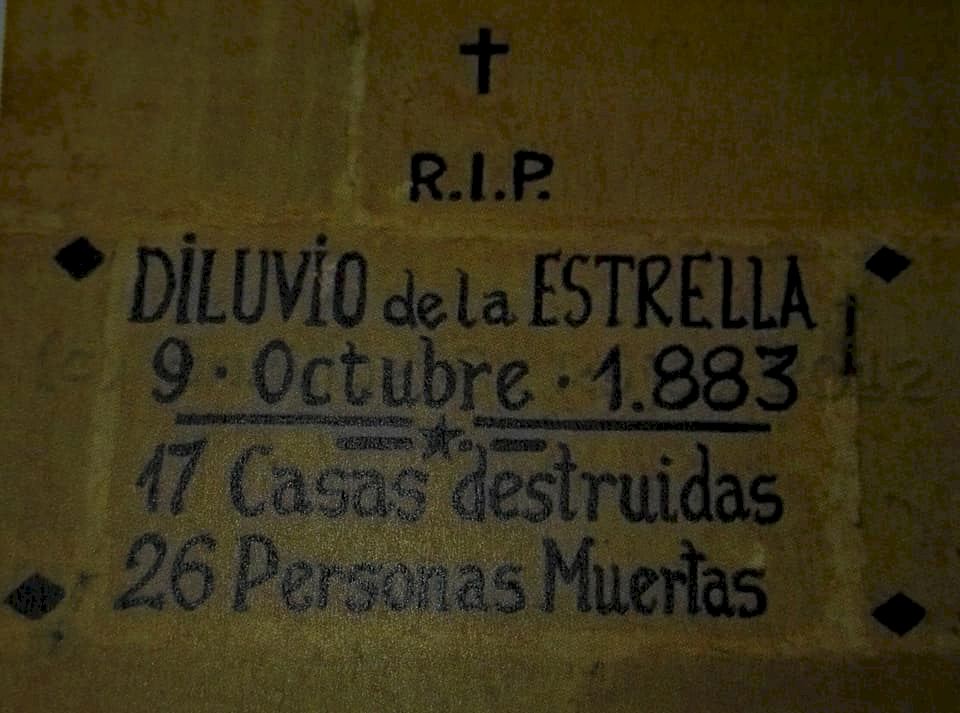 R.I.P.
DiLUViO de la ESTRELLA
9 · Octubre · 1.883
17 Casas destruidas
26 Personas Muertas